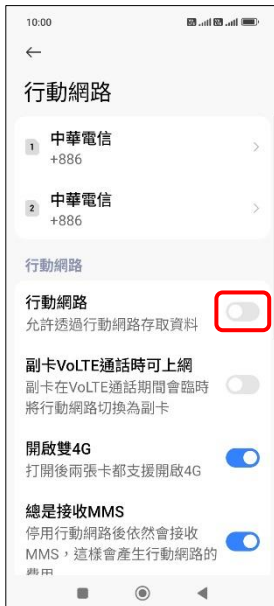 10:00
行動網路
1 中華電信
+886
2 中華電信
+886
行動網路
行動網路
允許透過行動網路存取資料
副卡VoLTE通話時可上網
副卡在VoLTE通話期間會臨時
將行動網路切換為副卡
開啟雙4G
打開後兩張卡都支援開啟4G
總是接收MMS
停用行動網路後依然會接收
MMS，這樣會產生行動網路的
費用